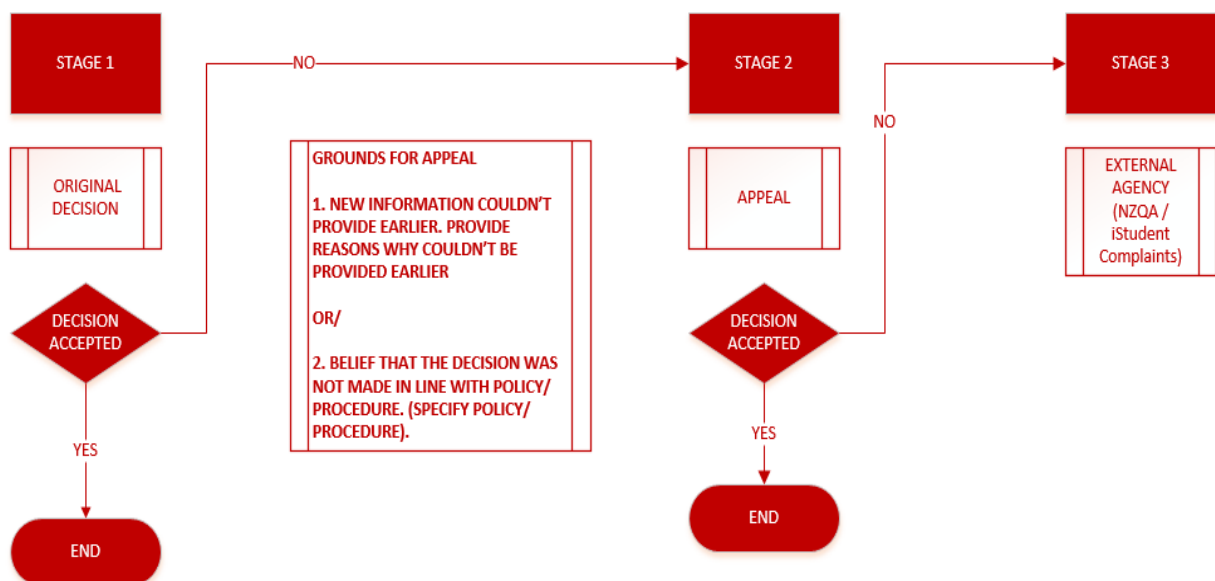 STAGE 1
NO
STAGE 2
STAGE 3
NO
ORIGINAL
DECISION
GROUNDS FOR APPEAL
1. NEW INFORMATION COULDN'T
PROVIDE EARLIER. PROVIDE
REASONS WHY COULDN'T BE
PROVIDED EARLIER
OR/
2. BELIEF THAT THE DECISION WAS
NOT MADE IN LINE WITH POLICY/
PROCEDURE. (SPECIFY POLICY/
PROCEDURE).
APPEAL
EXTERNAL
AGENCY
(NZQA /
iStudent
Complaints)
DECISION
ACCEPTED
DECISION
ACCEPTED
YES
YES
END
END